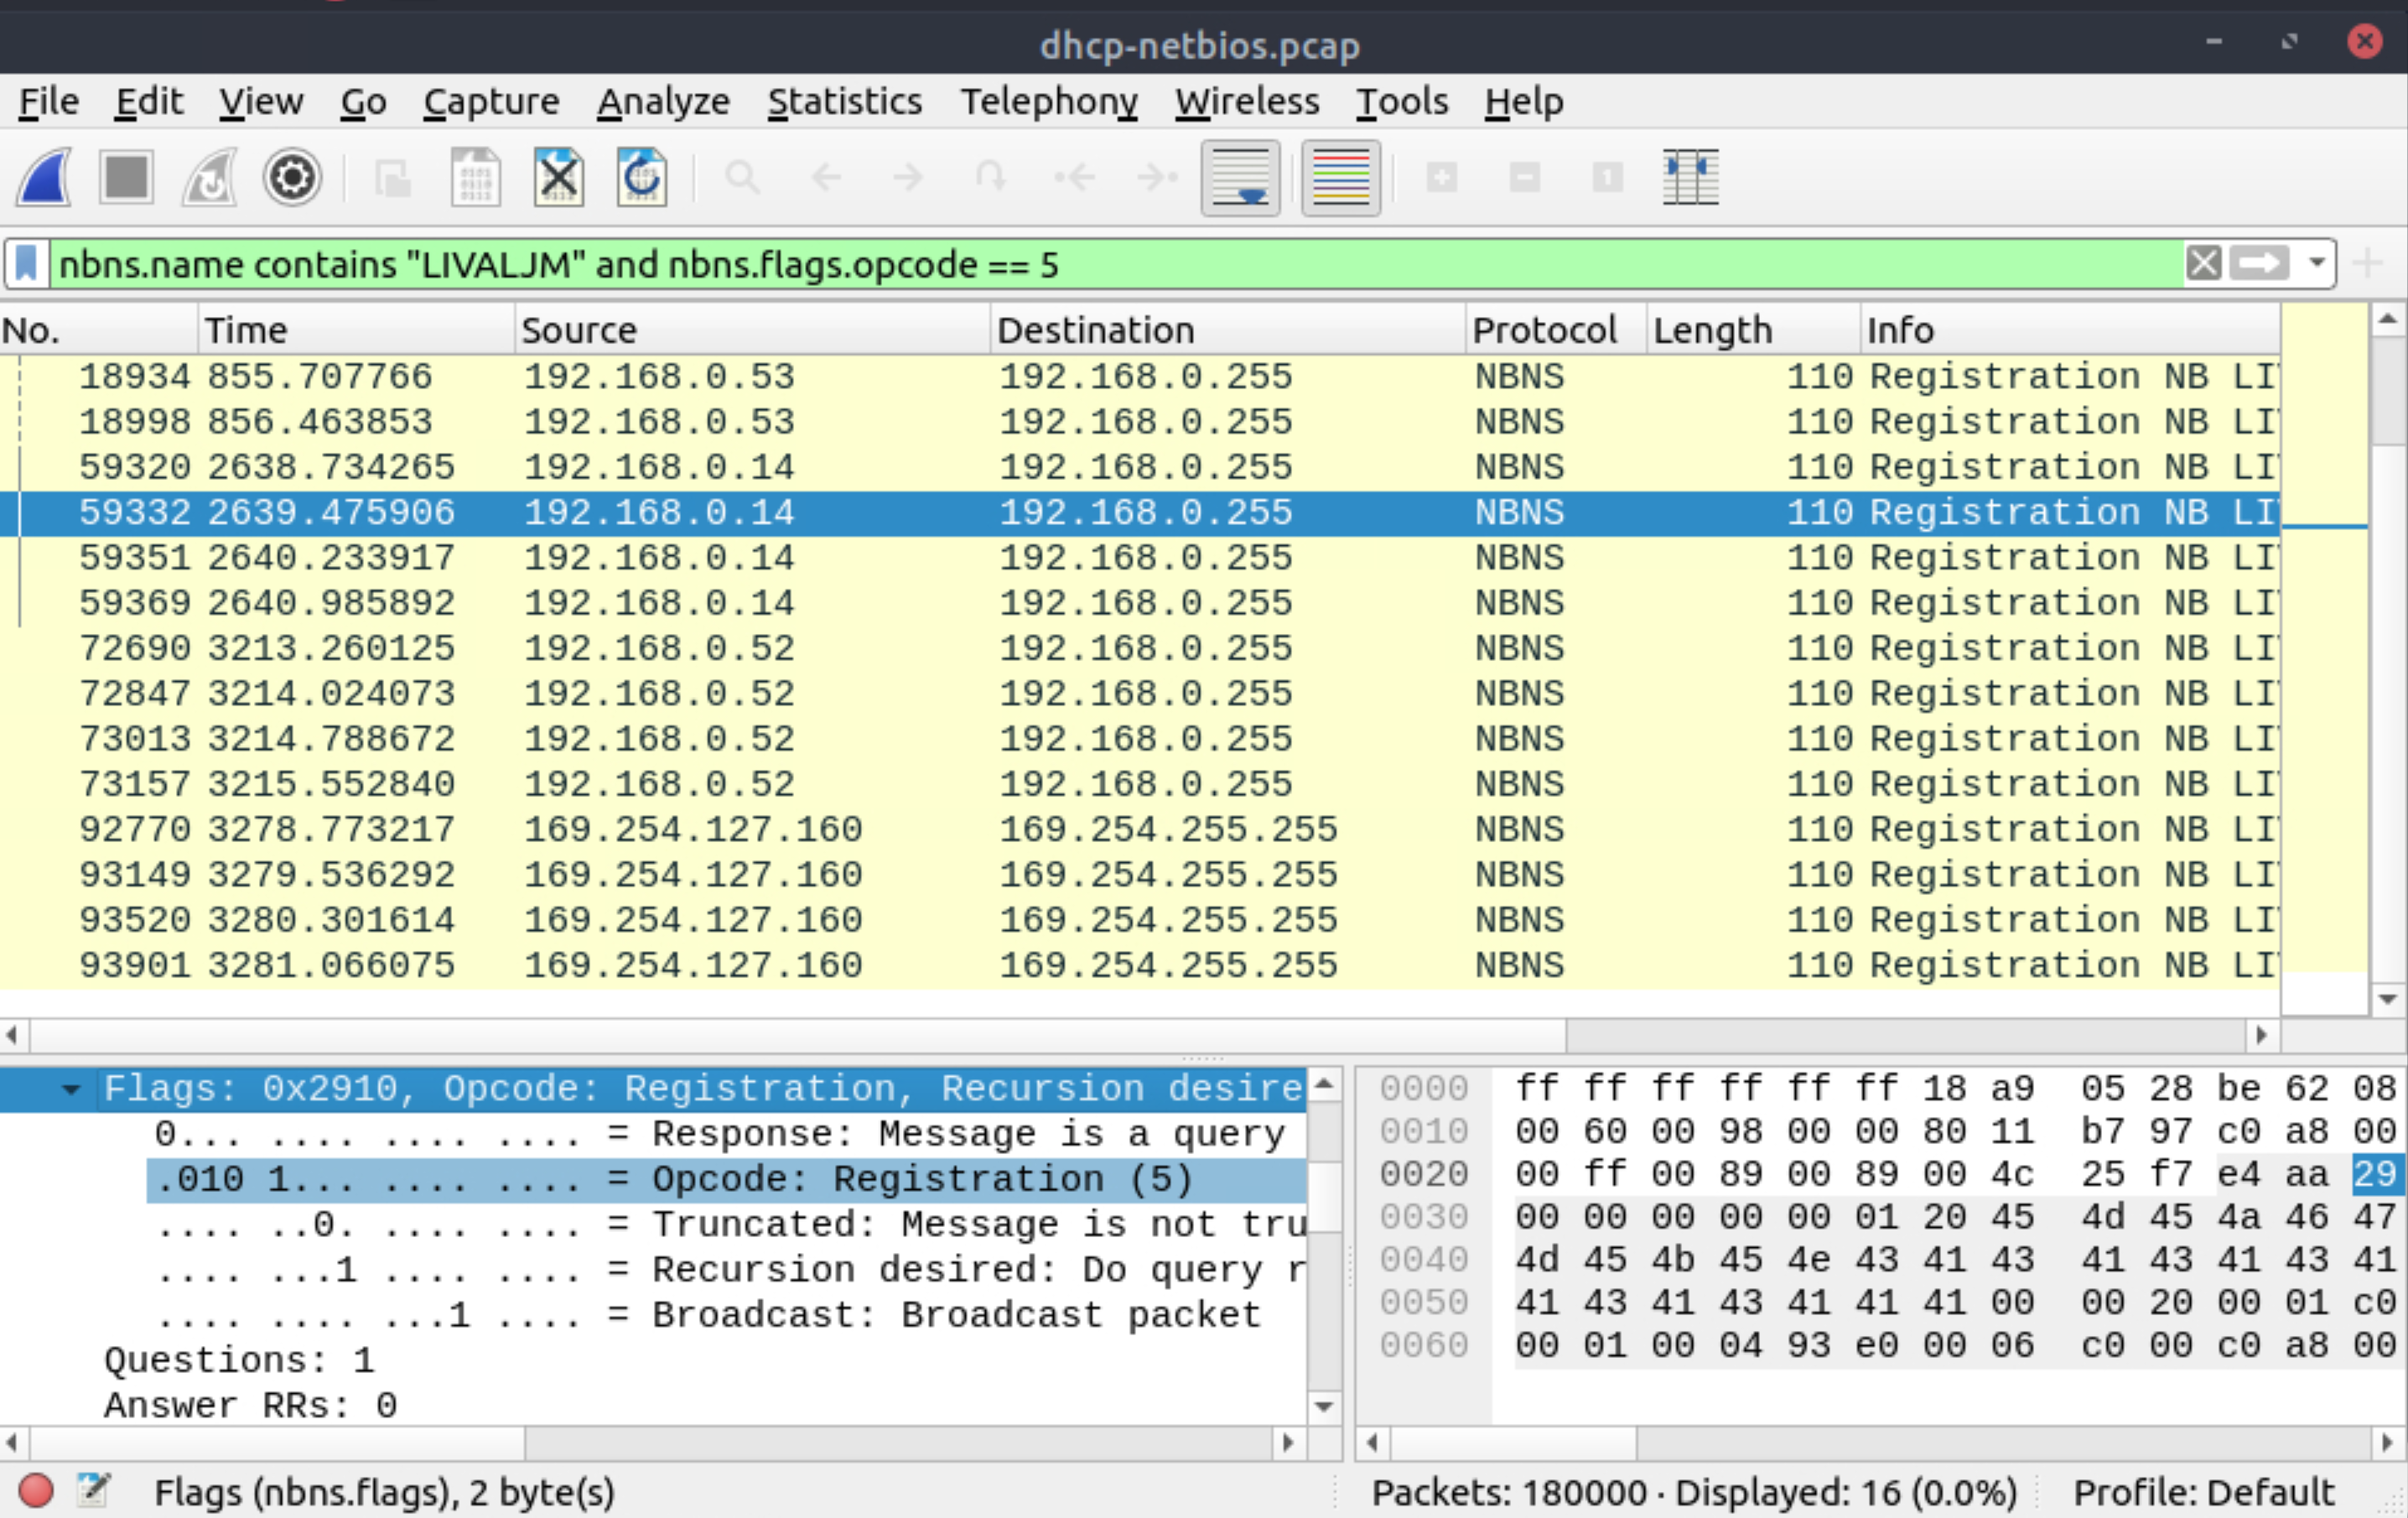 dhcp-netbios.pcap
File Edit View Go Capture Analyze Statistics Telephony Wireless Tools Help
nbns.name contains "LIVALJM" and nbns.flags.opcode == 5
No. Time Source Destination Protocol Length Info
18934 855.707766 192.168.0.53 192.168.0.255 NBNS 110 Registration NB LI
18998 856.463853 192.168.0.53 192.168.0.255 NBNS 110 Registration NB LI
59320 2638.734265 192.168.0.14 192.168.0.255 NBNS 110 Registration NB LI
59332 2639.475906 192.168.0.14 192.168.0.255 NBNS 110 Registration NB LI
59351 2640.233917 192.168.0.14 192.168.0.255 NBNS 110 Registration NB LI
59369 2640.985892 192.168.0.14 192.168.0.255 NBNS 110 Registration NB LI
72690 3213.260125 192.168.0.52 192.168.0.255 NBNS 110 Registration NB LI
72847 3214.024073 192.168.0.52 192.168.0.255 NBNS 110 Registration NB LI
73013 3214.788672 192.168.0.52 192.168.0.255 NBNS 110 Registration NB LI
73157 3215.552840 192.168.0.52 192.168.0.255 NBNS 110 Registration NB LI
92770 3278.773217 169.254.127.160 169.254.255.255 NBNS 110 Registration NB LI
93149 3279.536292 169.254.127.160 169.254.255.255 NBNS 110 Registration NB LI
93520 3280.301614 169.254.127.160 169.254.255.255 NBNS 110 Registration NB LI
93901 3281.066075 169.254.127.160 169.254.255.255 NBNS 110 Registration NB LI
Flags: 0x2910, Opcode: Registration, Recursion desire
0... .... .... .... = Response: Message is a query
.010 1... .... .... = Opcode: Registration (5)
.... ..0. .... .... = Truncated: Message is not tru
.... ...1 .... .... = Recursion desired: Do query r
.... .... ...1 .... = Broadcast: Broadcast packet
Questions: 1
Answer RRs: 0
0000 ff ff ff ff ff ff 18 a9 05 28 be 62 08
0010 00 60 00 98 00 00 80 11 b7 97 c0 a8 00
0020 00 ff 00 89 00 89 00 4c 25 f7 e4 aa 29
0030 00 00 00 00 00 01 20 45 4d 45 4a 46 47
0040 4d 45 4b 45 4e 43 41 43 41 43 41 43 41
0050 41 43 41 43 41 41 41 00 00 20 00 01 c0
0060 00 01 00 04 93 e0 00 06 c0 00 c0 a8 00
Flags (nbns.flags), 2 byte(s)
Packets: 180000 · Displayed: 16 (0.0%)
Profile: Default